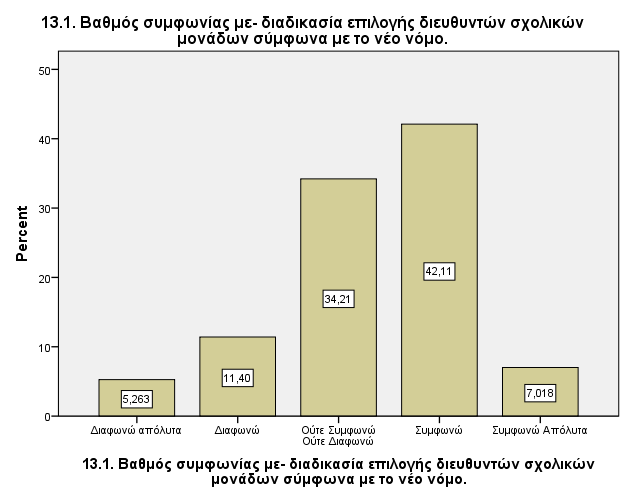 13.1. Βαθμός συμφωνίας με- διαδικασία επιλογής διευθυντών σχολικών
μονάδων σύμφωνα με το νέο νόμο.
50
40
30
20
10
0
Percent
5,263
11,40
34,21
42,11
7,018
Διαφωνώ απόλυτα
Διαφωνώ
Ούτε Συμφωνώ
Ούτε Διαφωνώ
Συμφωνώ
Συμφωνώ Απόλυτα
13.1. Βαθμός συμφωνίας με- διαδικασία επιλογής διευθυντών σχολικών
μονάδων σύμφωνα με το νέο νόμο.